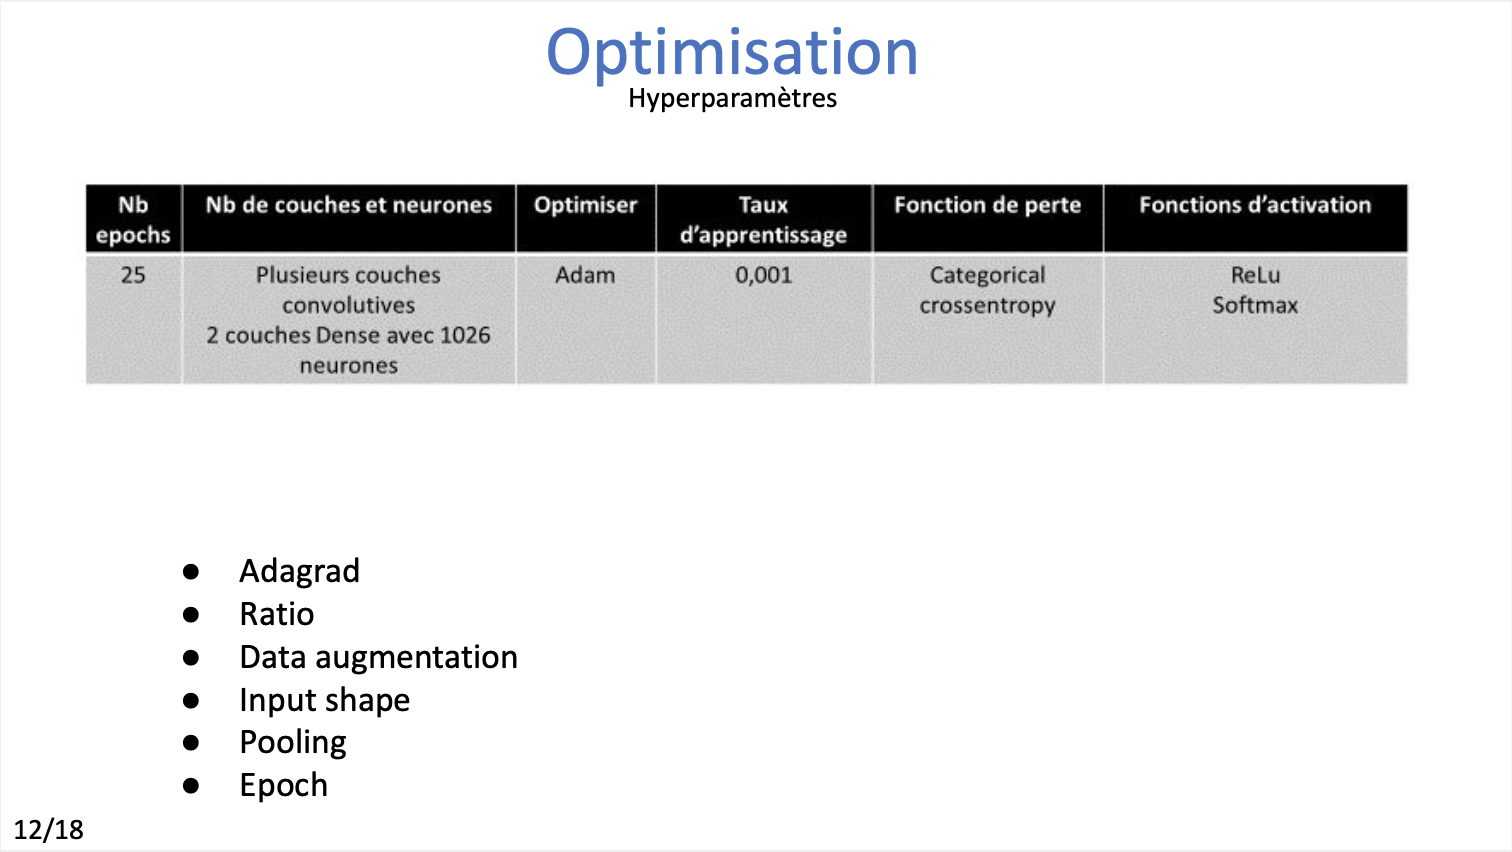 Optimisation
Hyperparamètres
Nb epochs
Nb de couches et neurones
Optimiser
Taux d'apprentissage
Fonction de perte
Fonctions d'activation
25
Plusieurs couches
convolutives
2 couches Dense avec 1026
neurones
Adam
0,001
Categorical
crossentropy
ReLu
Softmax
● Adagrad
● Ratio
● Data augmentation
● Input shape
● Pooling
● Epoch
12/18